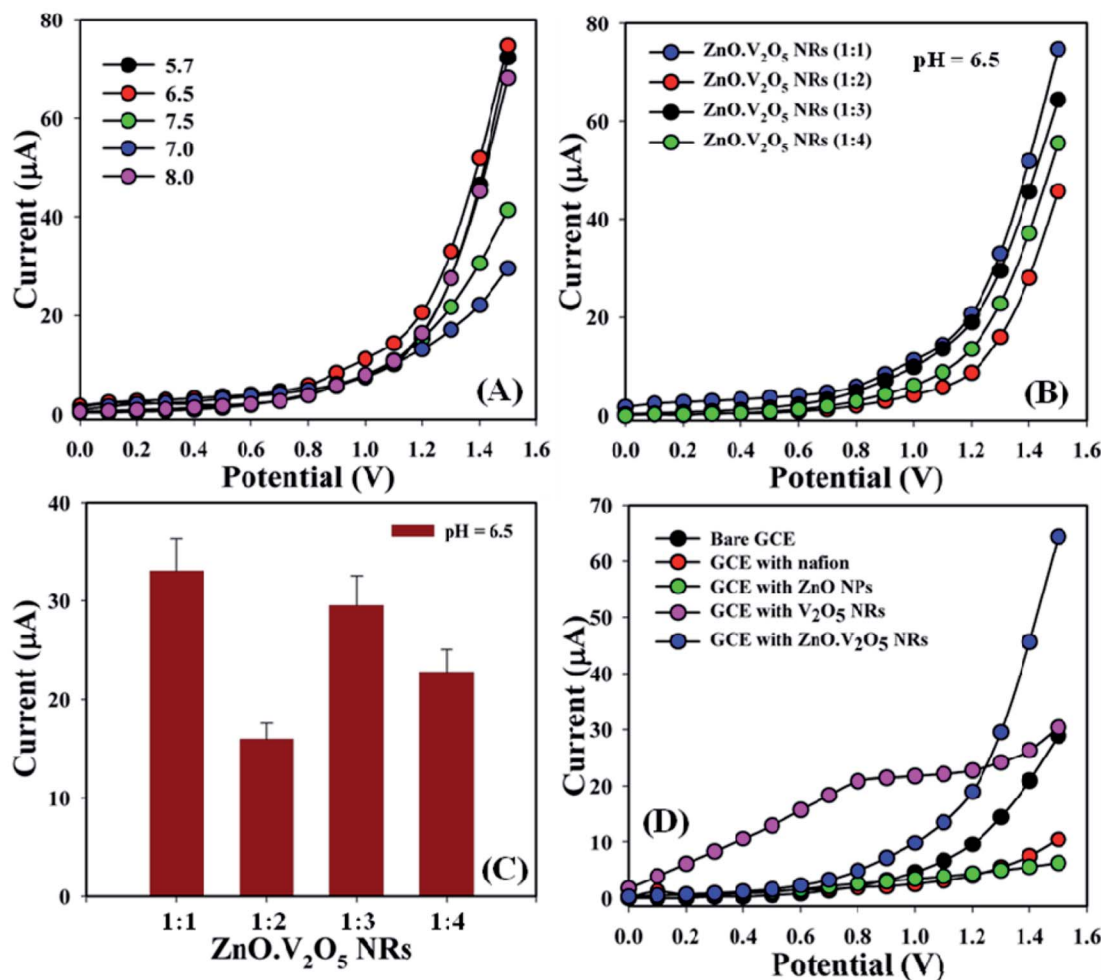 80
60
40
20
0
Current (µA)
5.7
6.5
7.5
7.0
8.0
(A)
0.0 0.2 0.4 0.6 0.8 1.0 1.2 1.4 1.6
Potential (V)
80
60
40
20
0
Current (µA)
ZnO.V₂O₅ NRs (1:1)
ZnO.V₂O₅ NRs (1:2)
ZnO.V₂O₅ NRs (1:3)
ZnO.V₂O₅ NRs (1:4)
pH = 6.5
(B)
0.0 0.2 0.4 0.6 0.8 1.0 1.2 1.4 1.6
Potential (V)
40
30
20
10
0
Current (µA)
pH = 6.5
(C)
1:1 1:2 1:3 1:4
ZnO.V₂O₅ NRs
70
60
50
40
30
20
10
0
Current (µA)
Bare GCE
GCE with nafion
GCE with ZnO NPs
GCE with V₂O₅ NRs
GCE with ZnO.V₂O₅ NRs
(D)
0.0 0.2 0.4 0.6 0.8 1.0 1.2 1.4 1.6
Potential (V)